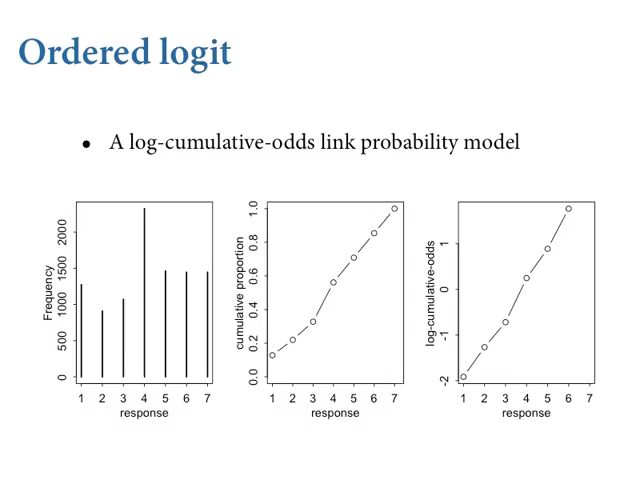 Ordered logit
• A log-cumulative-odds link probability model
Frequency
0 500 1000 1500 2000
1 2 3 4 5 6 7
response
cumulative proportion
0.0 0.2 0.4 0.6 0.8 1.0
1 2 3 4 5 6 7
response
log-cumulative-odds
-2 -1 0 1
1 2 3 4 5 6 7
response